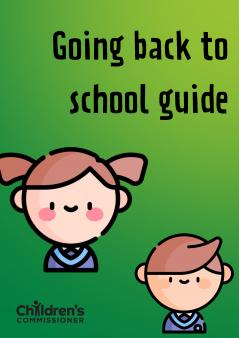 Going back to
school guide
Children's
COMMISSIONER